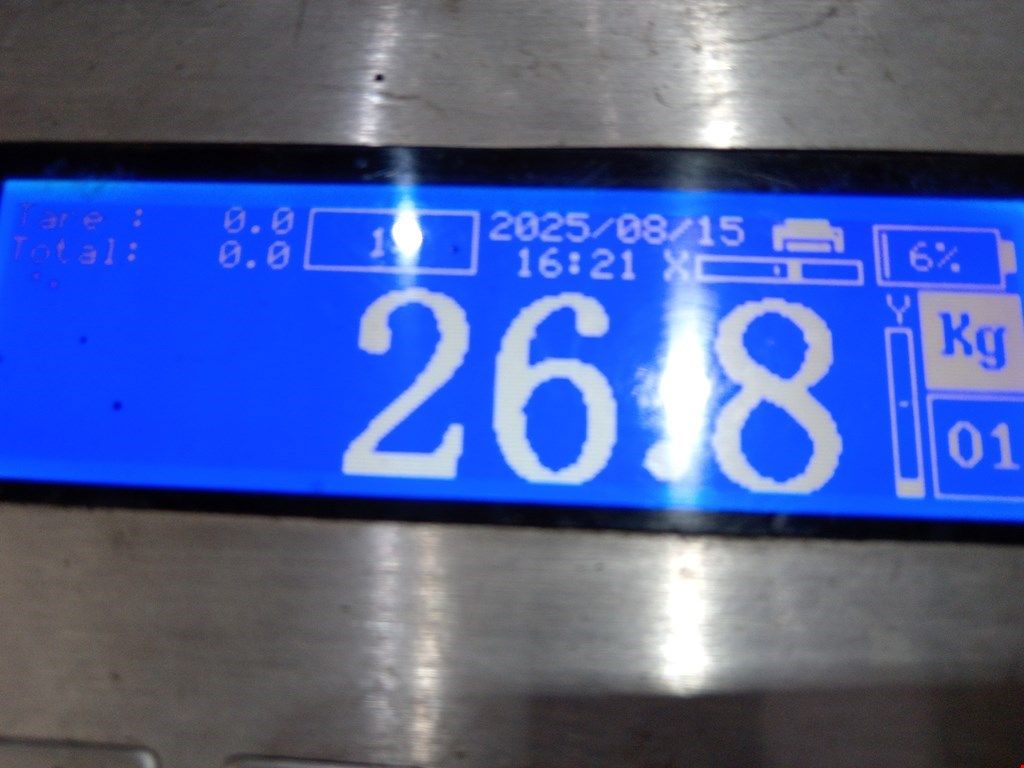 Tare : 0.0
Total: 0.0
2025/08/15
16:21 X
6%
26.8
Y
Kg
01